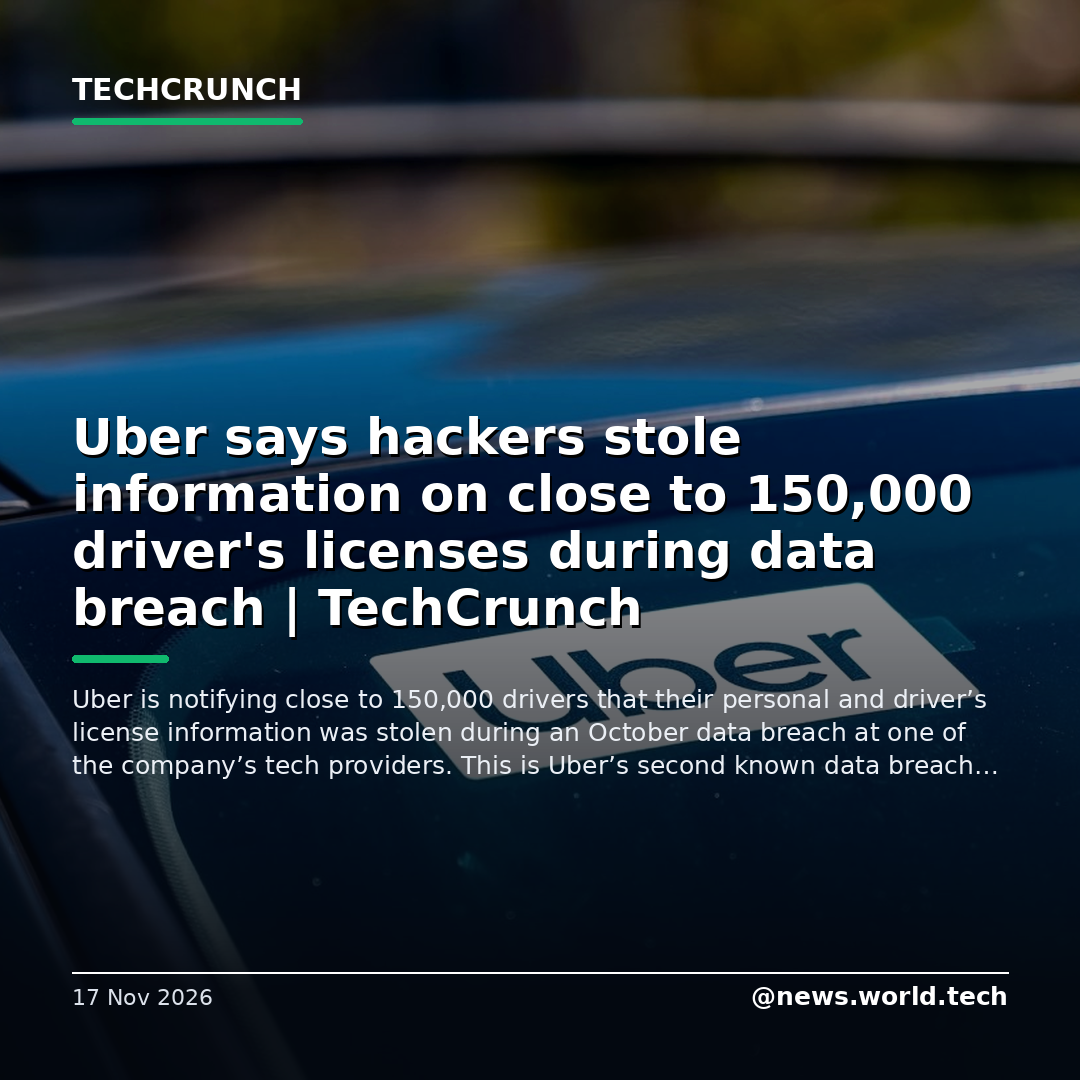 TECHCRUNCH
Uber says hackers stole
information on close to 150,000
driver's licenses during data
breach | TechCrunch
Uber
Uber is notifying close to 150,000 drivers that their personal and driver’s
license information was stolen during an October data breach at one of
the company’s tech providers. This is Uber’s second known data breach…
17 Nov 2026
@news.world.tech